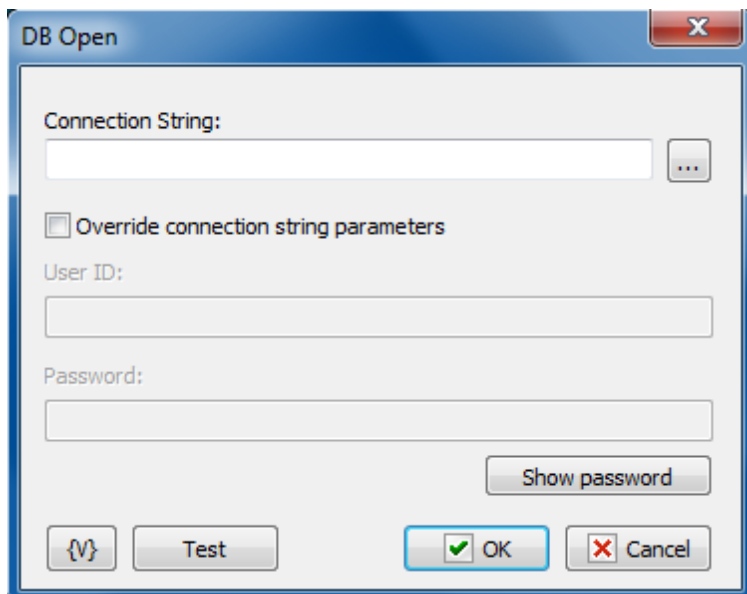 DB Open
Connection String:
...
Override connection string parameters
User ID:
Password:
Show password
{V} Test OK Cancel